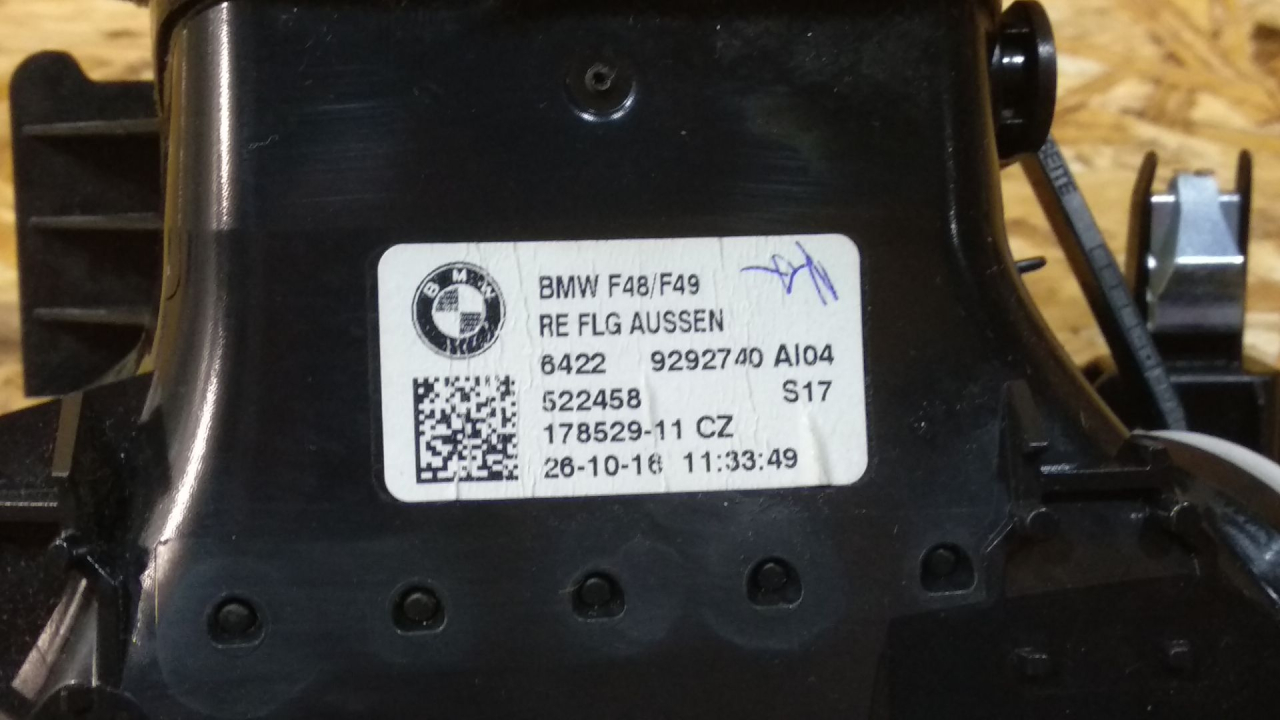 BMW
BMW F48/F49
RE FLG AUSSEN
6422 9292740 AI04
522458 S17
178529-11 CZ
26-10-16 11:33:49